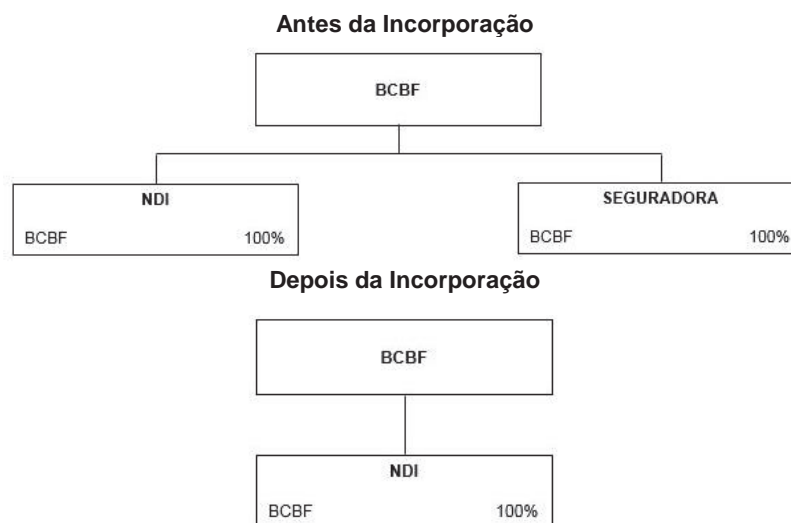 Antes da Incorporação
BCBF
NDI
BCBF 100%
SEGURADORA
BCBF 100%
Depois da Incorporação
BCBF
NDI
BCBF 100%